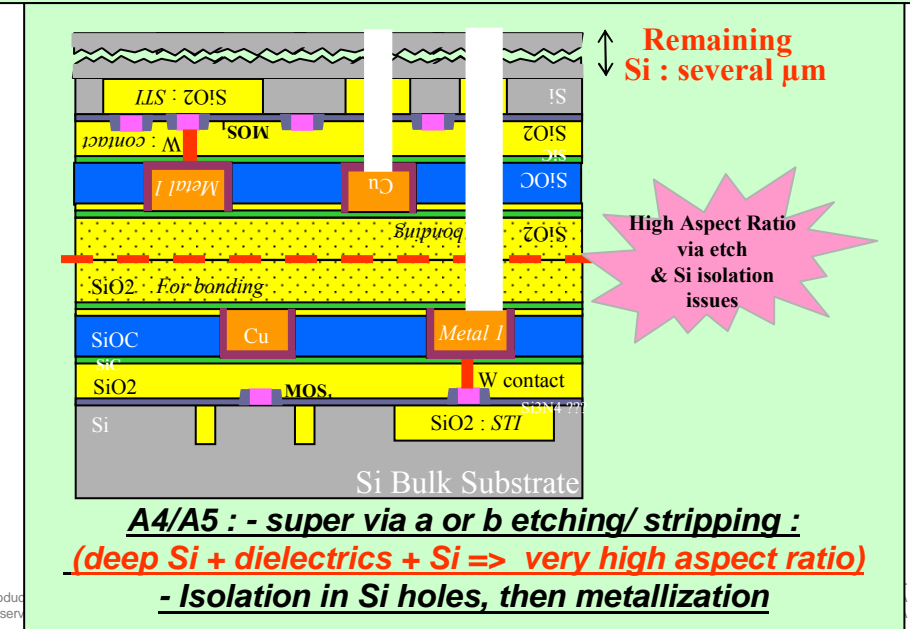 Remaining
Si : several µm
SiO2 : STI
Si
MOS
SiO2
W : contact
SiC
Metal 1
Cu
SiOC
bonding
SiO2
High Aspect Ratio
via etch
& Si isolation
issues
SiO2 For bonding
SiOC
Cu
Metal 1
SiC
SiO2
MOS
W contact
Si3N4 ???
Si
SiO2 : STI
Si Bulk Substrate
A4/A5 : - super via a or b etching/ stripping :
(deep Si + dielectrics + Si => very high aspect ratio)
- Isolation in Si holes, then metallization